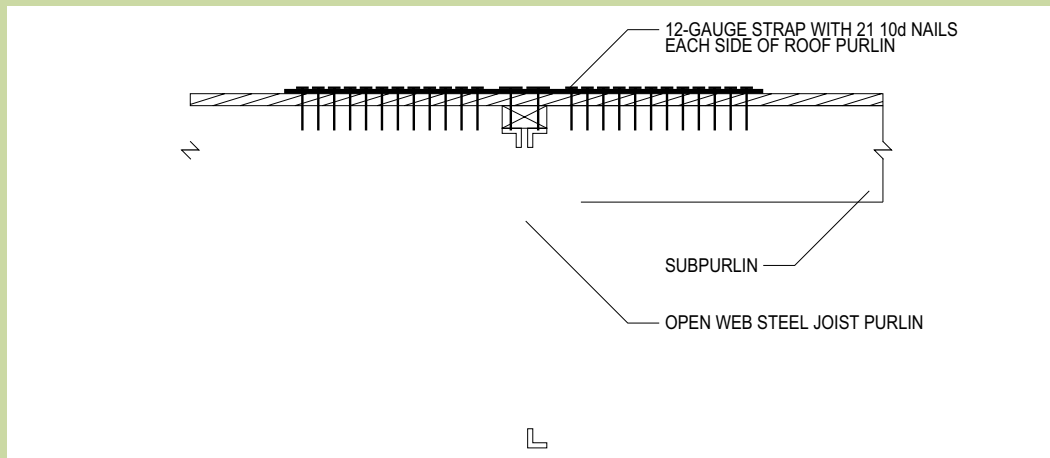 12-GAUGE STRAP WITH 21 10d NAILS
EACH SIDE OF ROOF PURLIN
SUBPURLIN
OPEN WEB STEEL JOIST PURLIN